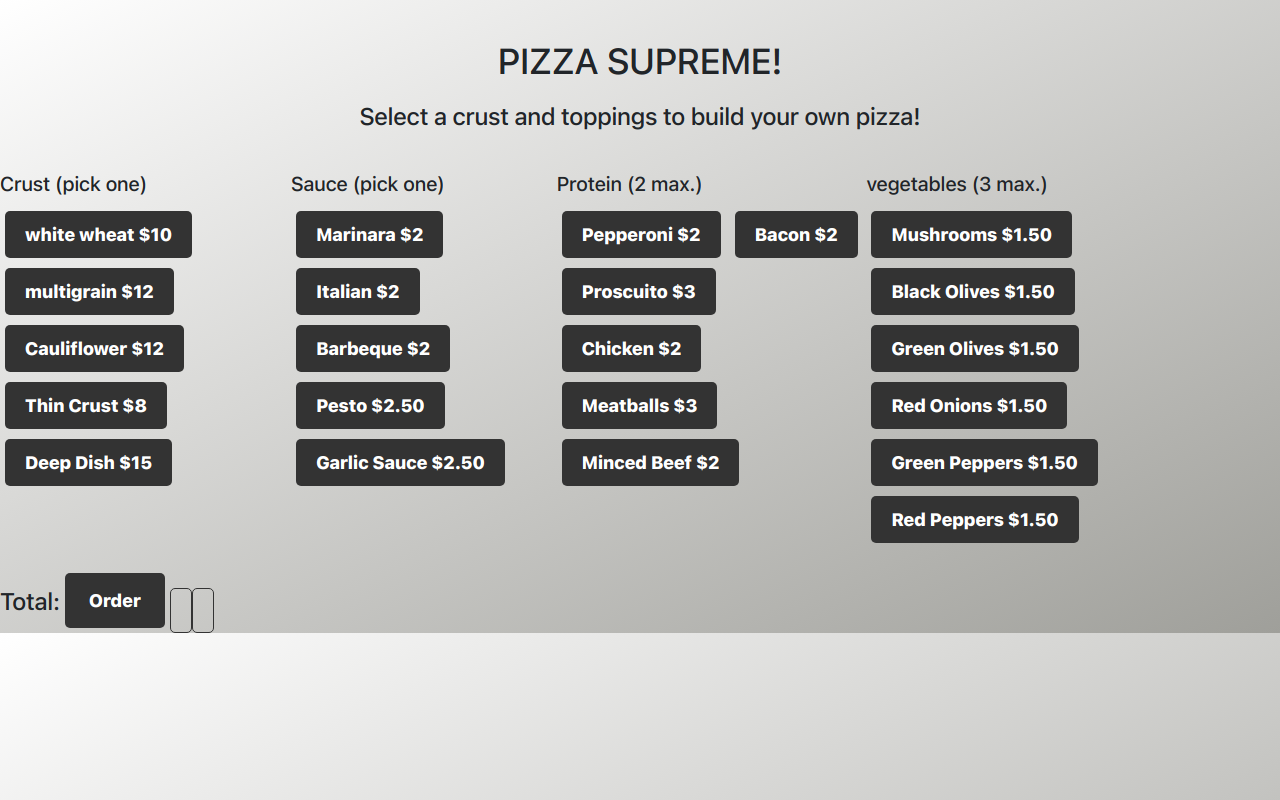 PIZZA SUPREME!
Select a crust and toppings to build your own pizza!
Crust (pick one)
white wheat $10
multigrain $12
Cauliflower $12
Thin Crust $8
Deep Dish $15
Sauce (pick one)
Marinara $2
Italian $2
Barbeque $2
Pesto $2.50
Garlic Sauce $2.50
Protein (2 max.)
Pepperoni $2 Bacon $2
Proscuito $3
Chicken $2
Meatballs $3
Minced Beef $2
vegetables (3 max.)
Mushrooms $1.50
Black Olives $1.50
Green Olives $1.50
Red Onions $1.50
Green Peppers $1.50
Red Peppers $1.50
Total: Order